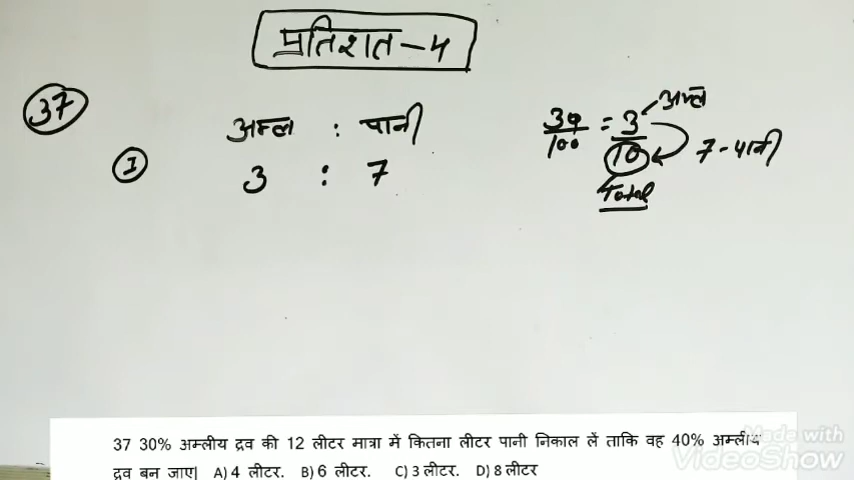 प्रतिशत - 4
37
अम्ल : पानी
I 3 : 7
30/100 = 3/10
अम्ल
7 - पानी
Total
37 30% अम्लीय द्रव की 12 लीटर मात्रा में कितना लीटर पानी निकाल लें ताकि वह 40% अम्लीय
द्रव बन जाए| A) 4 लीटर. B) 6 लीटर. C) 3 लीटर. D) 8 लीटर
Made with
VideoShow